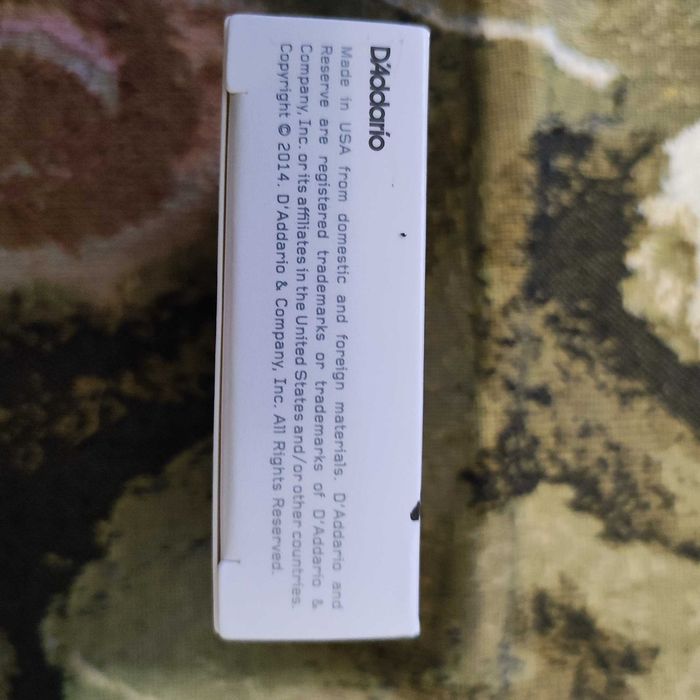 D'Addario
Made in USA from domestic and foreign materials. D'Addario and
Reserve are registered trademarks or trademarks of D'Addario &
Company, Inc. or its affiliates in the United States and/or other countries.
Copyright © 2014. D'Addario & Company, Inc. All Rights Reserved.